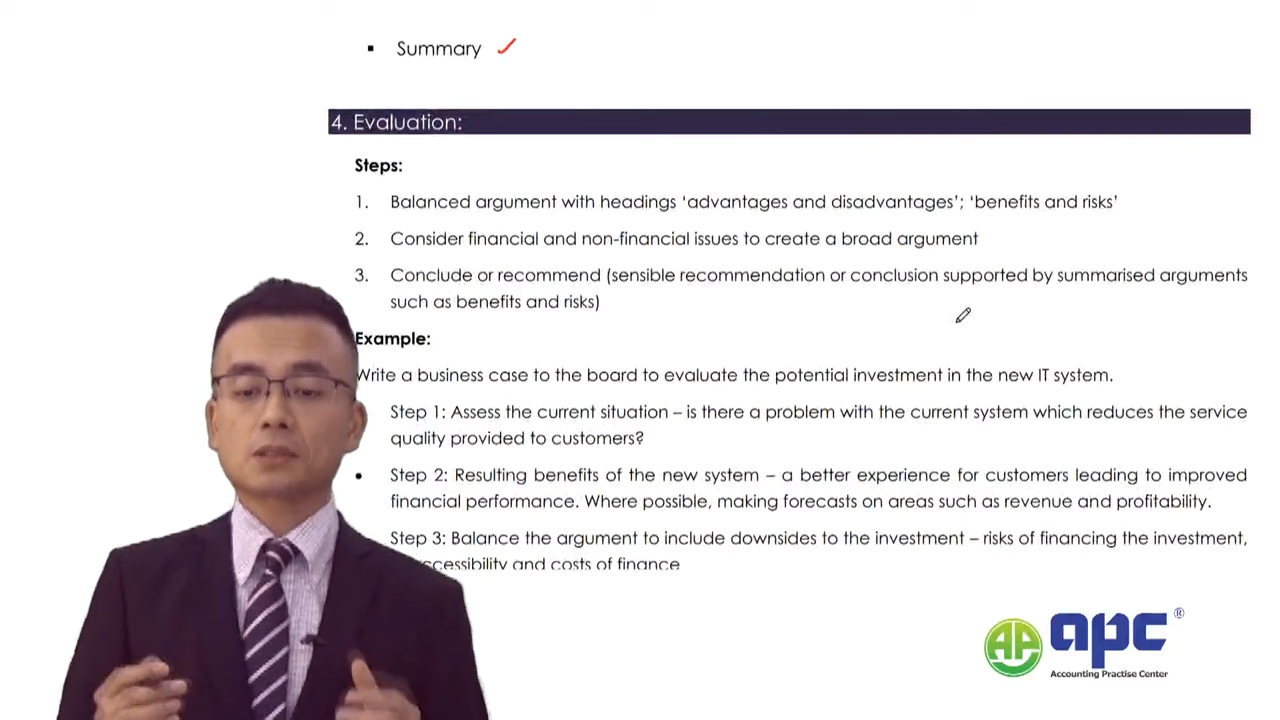 Summary
4. Evaluation:
Steps:
1. Balanced argument with headings ‘advantages and disadvantages’; ‘benefits and risks’
2. Consider financial and non-financial issues to create a broad argument
3. Conclude or recommend (sensible recommendation or conclusion supported by summarised arguments
such as benefits and risks)
Example:
Write a business case to the board to evaluate the potential investment in the new IT system.
Step 1: Assess the current situation – is there a problem with the current system which reduces the service
quality provided to customers?
• Step 2: Resulting benefits of the new system – a better experience for customers leading to improved
financial performance. Where possible, making forecasts on areas such as revenue and profitability.
Step 3: Balance the argument to include downsides to the investment – risks of financing the investment,
and costs of finance
AP apc®
Accounting Practise Center